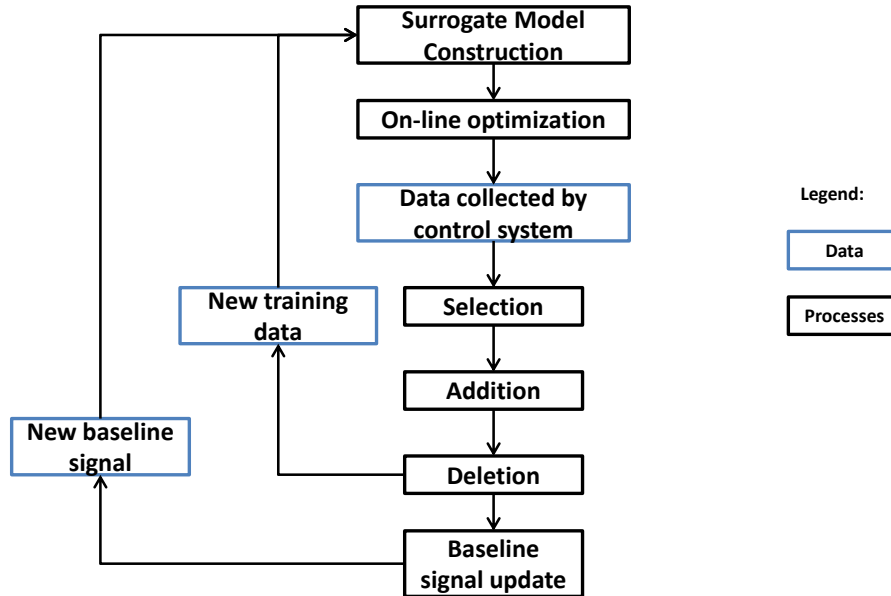 Surrogate Model
Construction
On-line optimization
Data collected by
control system
Legend:
Data
New training
data
Selection
Processes
Addition
New baseline
signal
Deletion
Baseline
signal update